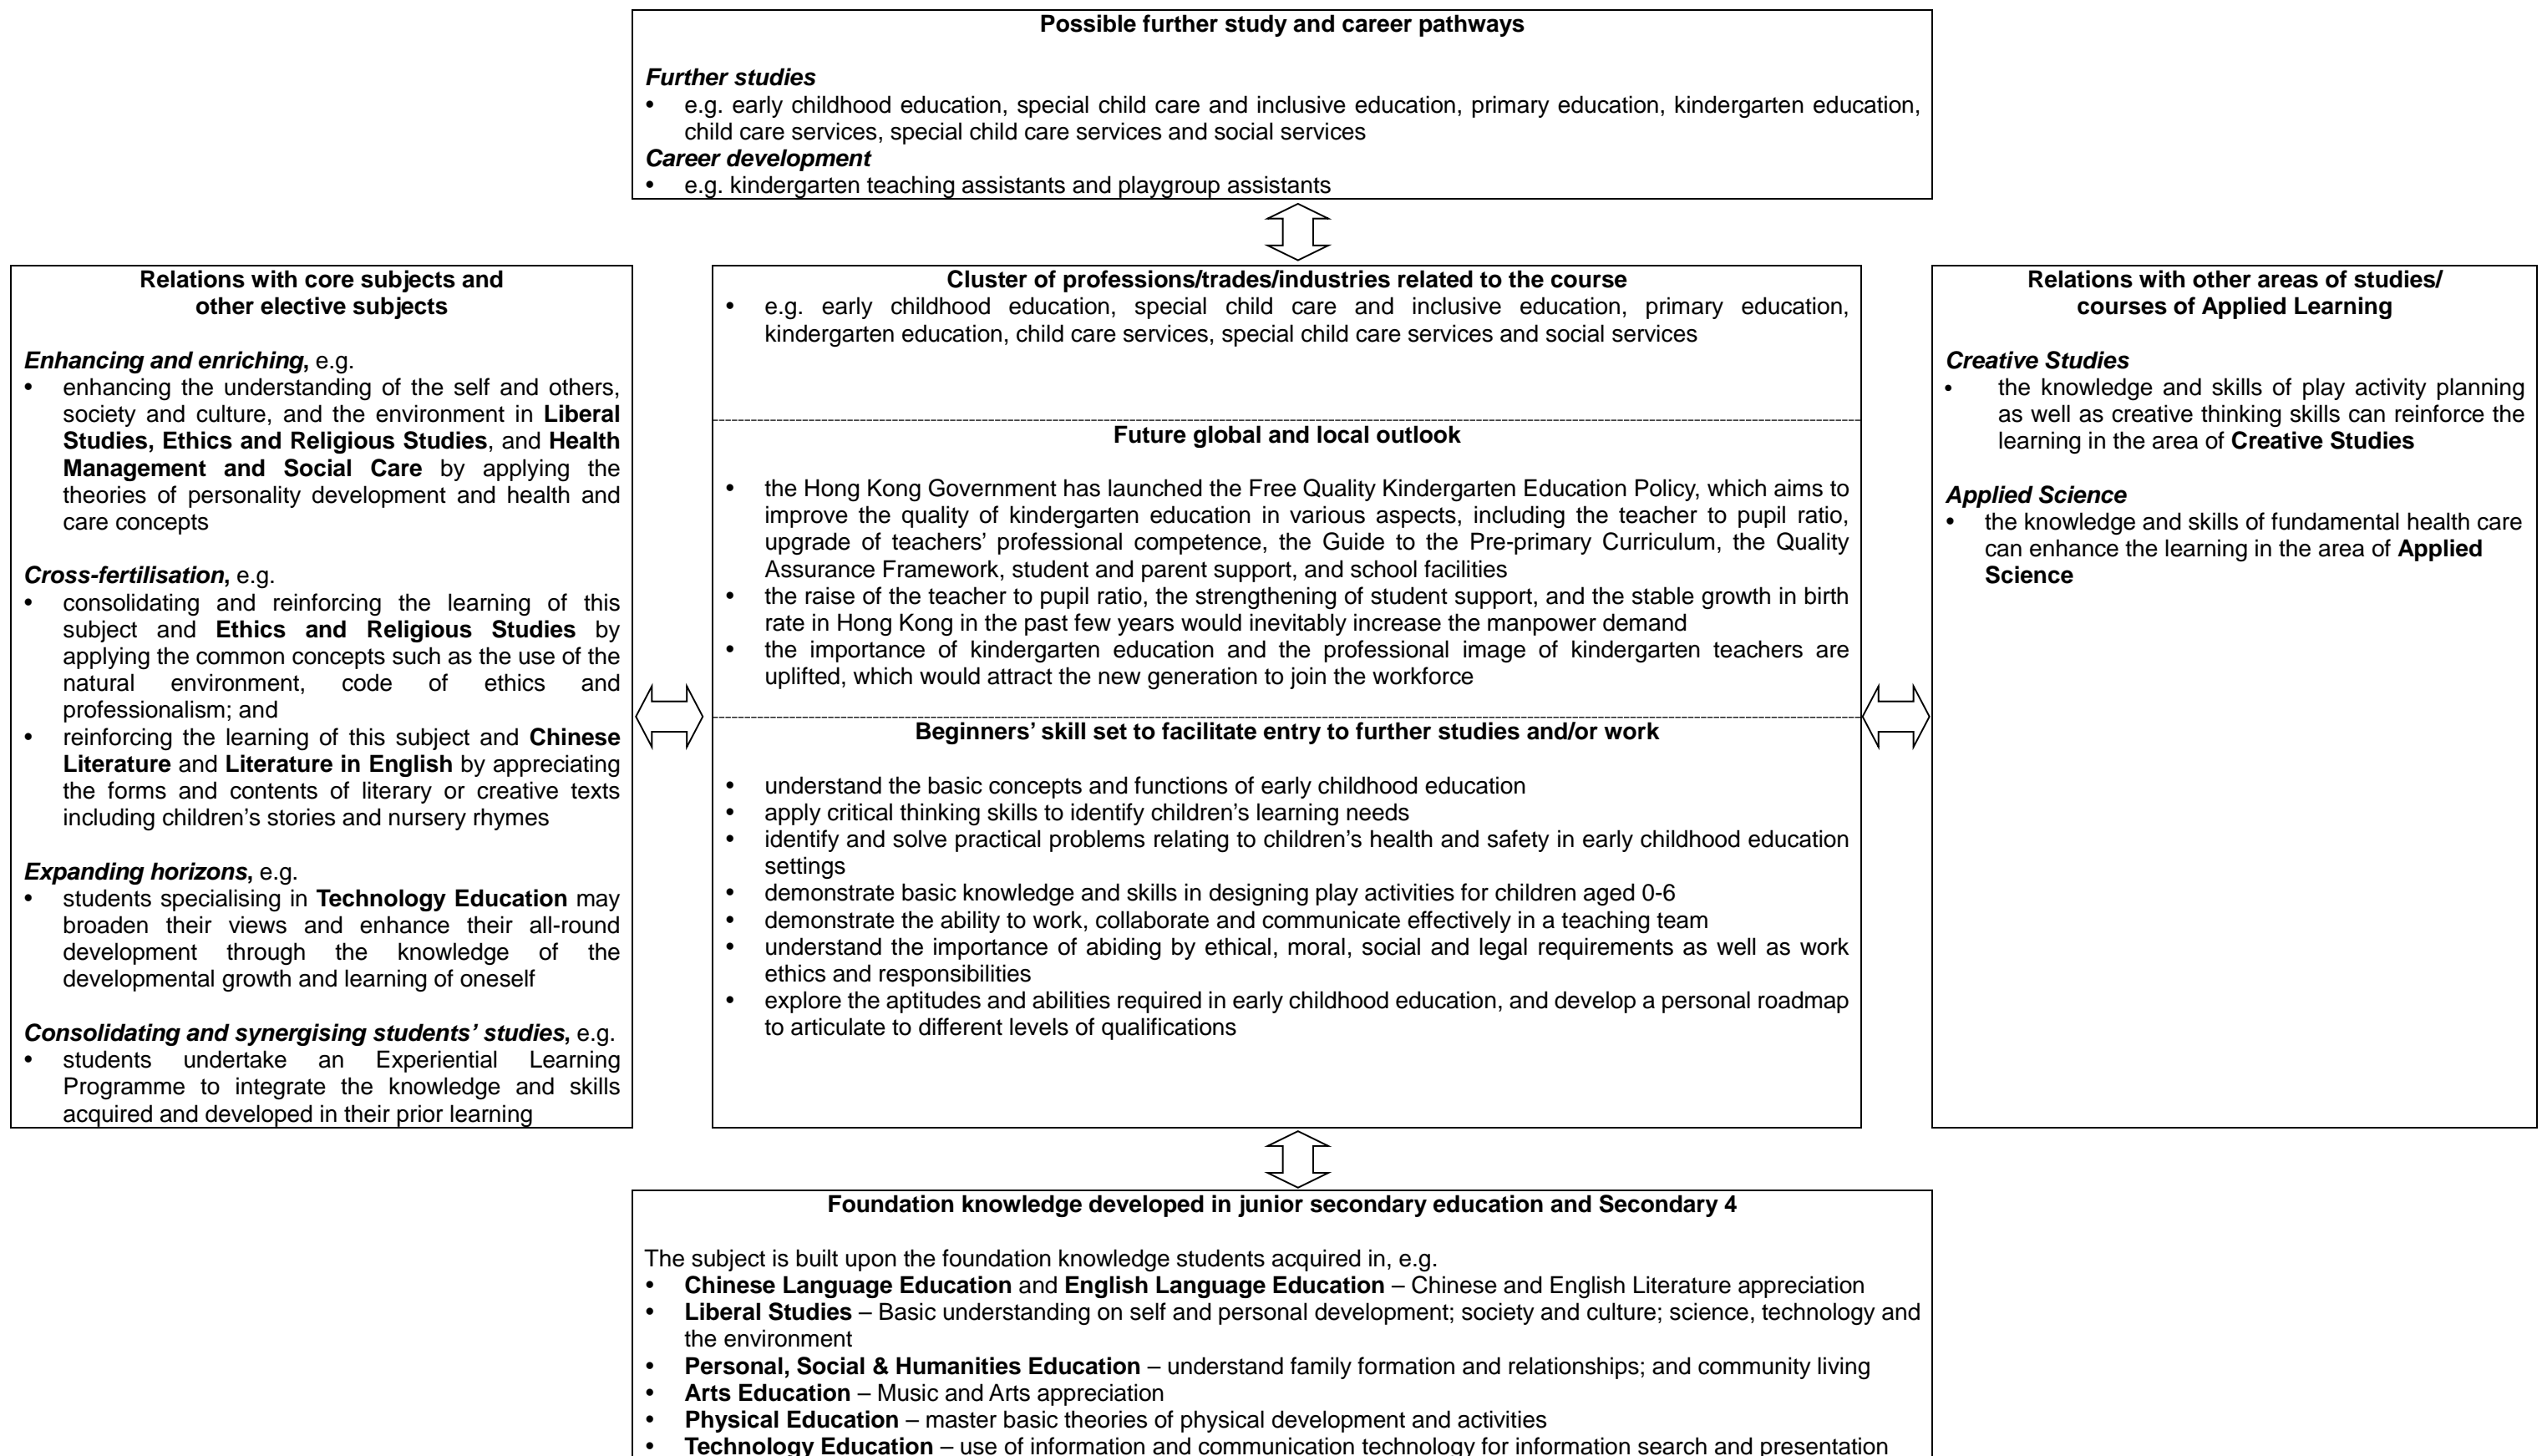 Possible further study and career pathways
Further studies
• e.g. early childhood education, special child care and inclusive education, primary education, kindergarten education,
child care services, special child care services and social services
Career development
• e.g. kindergarten teaching assistants and playgroup assistants
Relations with core subjects and
other elective subjects
Enhancing and enriching, e.g.
• enhancing the understanding of the self and others,
society and culture, and the environment in Liberal
Studies, Ethics and Religious Studies, and Health
Management and Social Care by applying the
theories of personality development and health and
care concepts
Cross-fertilisation, e.g.
• consolidating and reinforcing the learning of this
subject and Ethics and Religious Studies by
applying the common concepts such as the use of the
natural environment, code of ethics and
professionalism; and
• reinforcing the learning of this subject and Chinese
Literature and Literature in English by appreciating
the forms and contents of literary or creative texts
including children's stories and nursery rhymes
Expanding horizons, e.g.
• students specialising in Technology Education may
broaden their views and enhance their all-round
development through the knowledge of the
developmental growth and learning of oneself
Consolidating and synergising students' studies, e.g.
• students undertake an Experiential Learning
Programme to integrate the knowledge and skills
acquired and developed in their prior learning
Cluster of professions/trades/industries related to the course
• e.g. early childhood education, special child care and inclusive education, primary education,
kindergarten education, child care services, special child care services and social services
Future global and local outlook
• the Hong Kong Government has launched the Free Quality Kindergarten Education Policy, which aims to
improve the quality of kindergarten education in various aspects, including the teacher to pupil ratio,
upgrade of teachers' professional competence, the Guide to the Pre-primary Curriculum, the Quality
Assurance Framework, student and parent support, and school facilities
• the raise of the teacher to pupil ratio, the strengthening of student support, and the stable growth in birth
rate in Hong Kong in the past few years would inevitably increase the manpower demand
• the importance of kindergarten education and the professional image of kindergarten teachers are
uplifted, which would attract the new generation to join the workforce
Beginners' skill set to facilitate entry to further studies and/or work
• understand the basic concepts and functions of early childhood education
• apply critical thinking skills to identify children's learning needs
• identify and solve practical problems relating to children's health and safety in early childhood education
settings
• demonstrate basic knowledge and skills in designing play activities for children aged 0-6
• demonstrate the ability to work, collaborate and communicate effectively in a teaching team
• understand the importance of abiding by ethical, moral, social and legal requirements as well as work
ethics and responsibilities
• explore the aptitudes and abilities required in early childhood education, and develop a personal roadmap
to articulate to different levels of qualifications
Relations with other areas of studies/
courses of Applied Learning
Creative Studies
• the knowledge and skills of play activity planning
as well as creative thinking skills can reinforce the
learning in the area of Creative Studies
Applied Science
• the knowledge and skills of fundamental health care
can enhance the learning in the area of Applied
Science
Foundation knowledge developed in junior secondary education and Secondary 4
The subject is built upon the foundation knowledge students acquired in, e.g.
• Chinese Language Education and English Language Education – Chinese and English Literature appreciation
• Liberal Studies – Basic understanding on self and personal development; society and culture; science, technology and
the environment
• Personal, Social & Humanities Education – understand family formation and relationships; and community living
• Arts Education – Music and Arts appreciation
• Physical Education – master basic theories of physical development and activities
• Technology Education – use of information and communication technology for information search and presentation